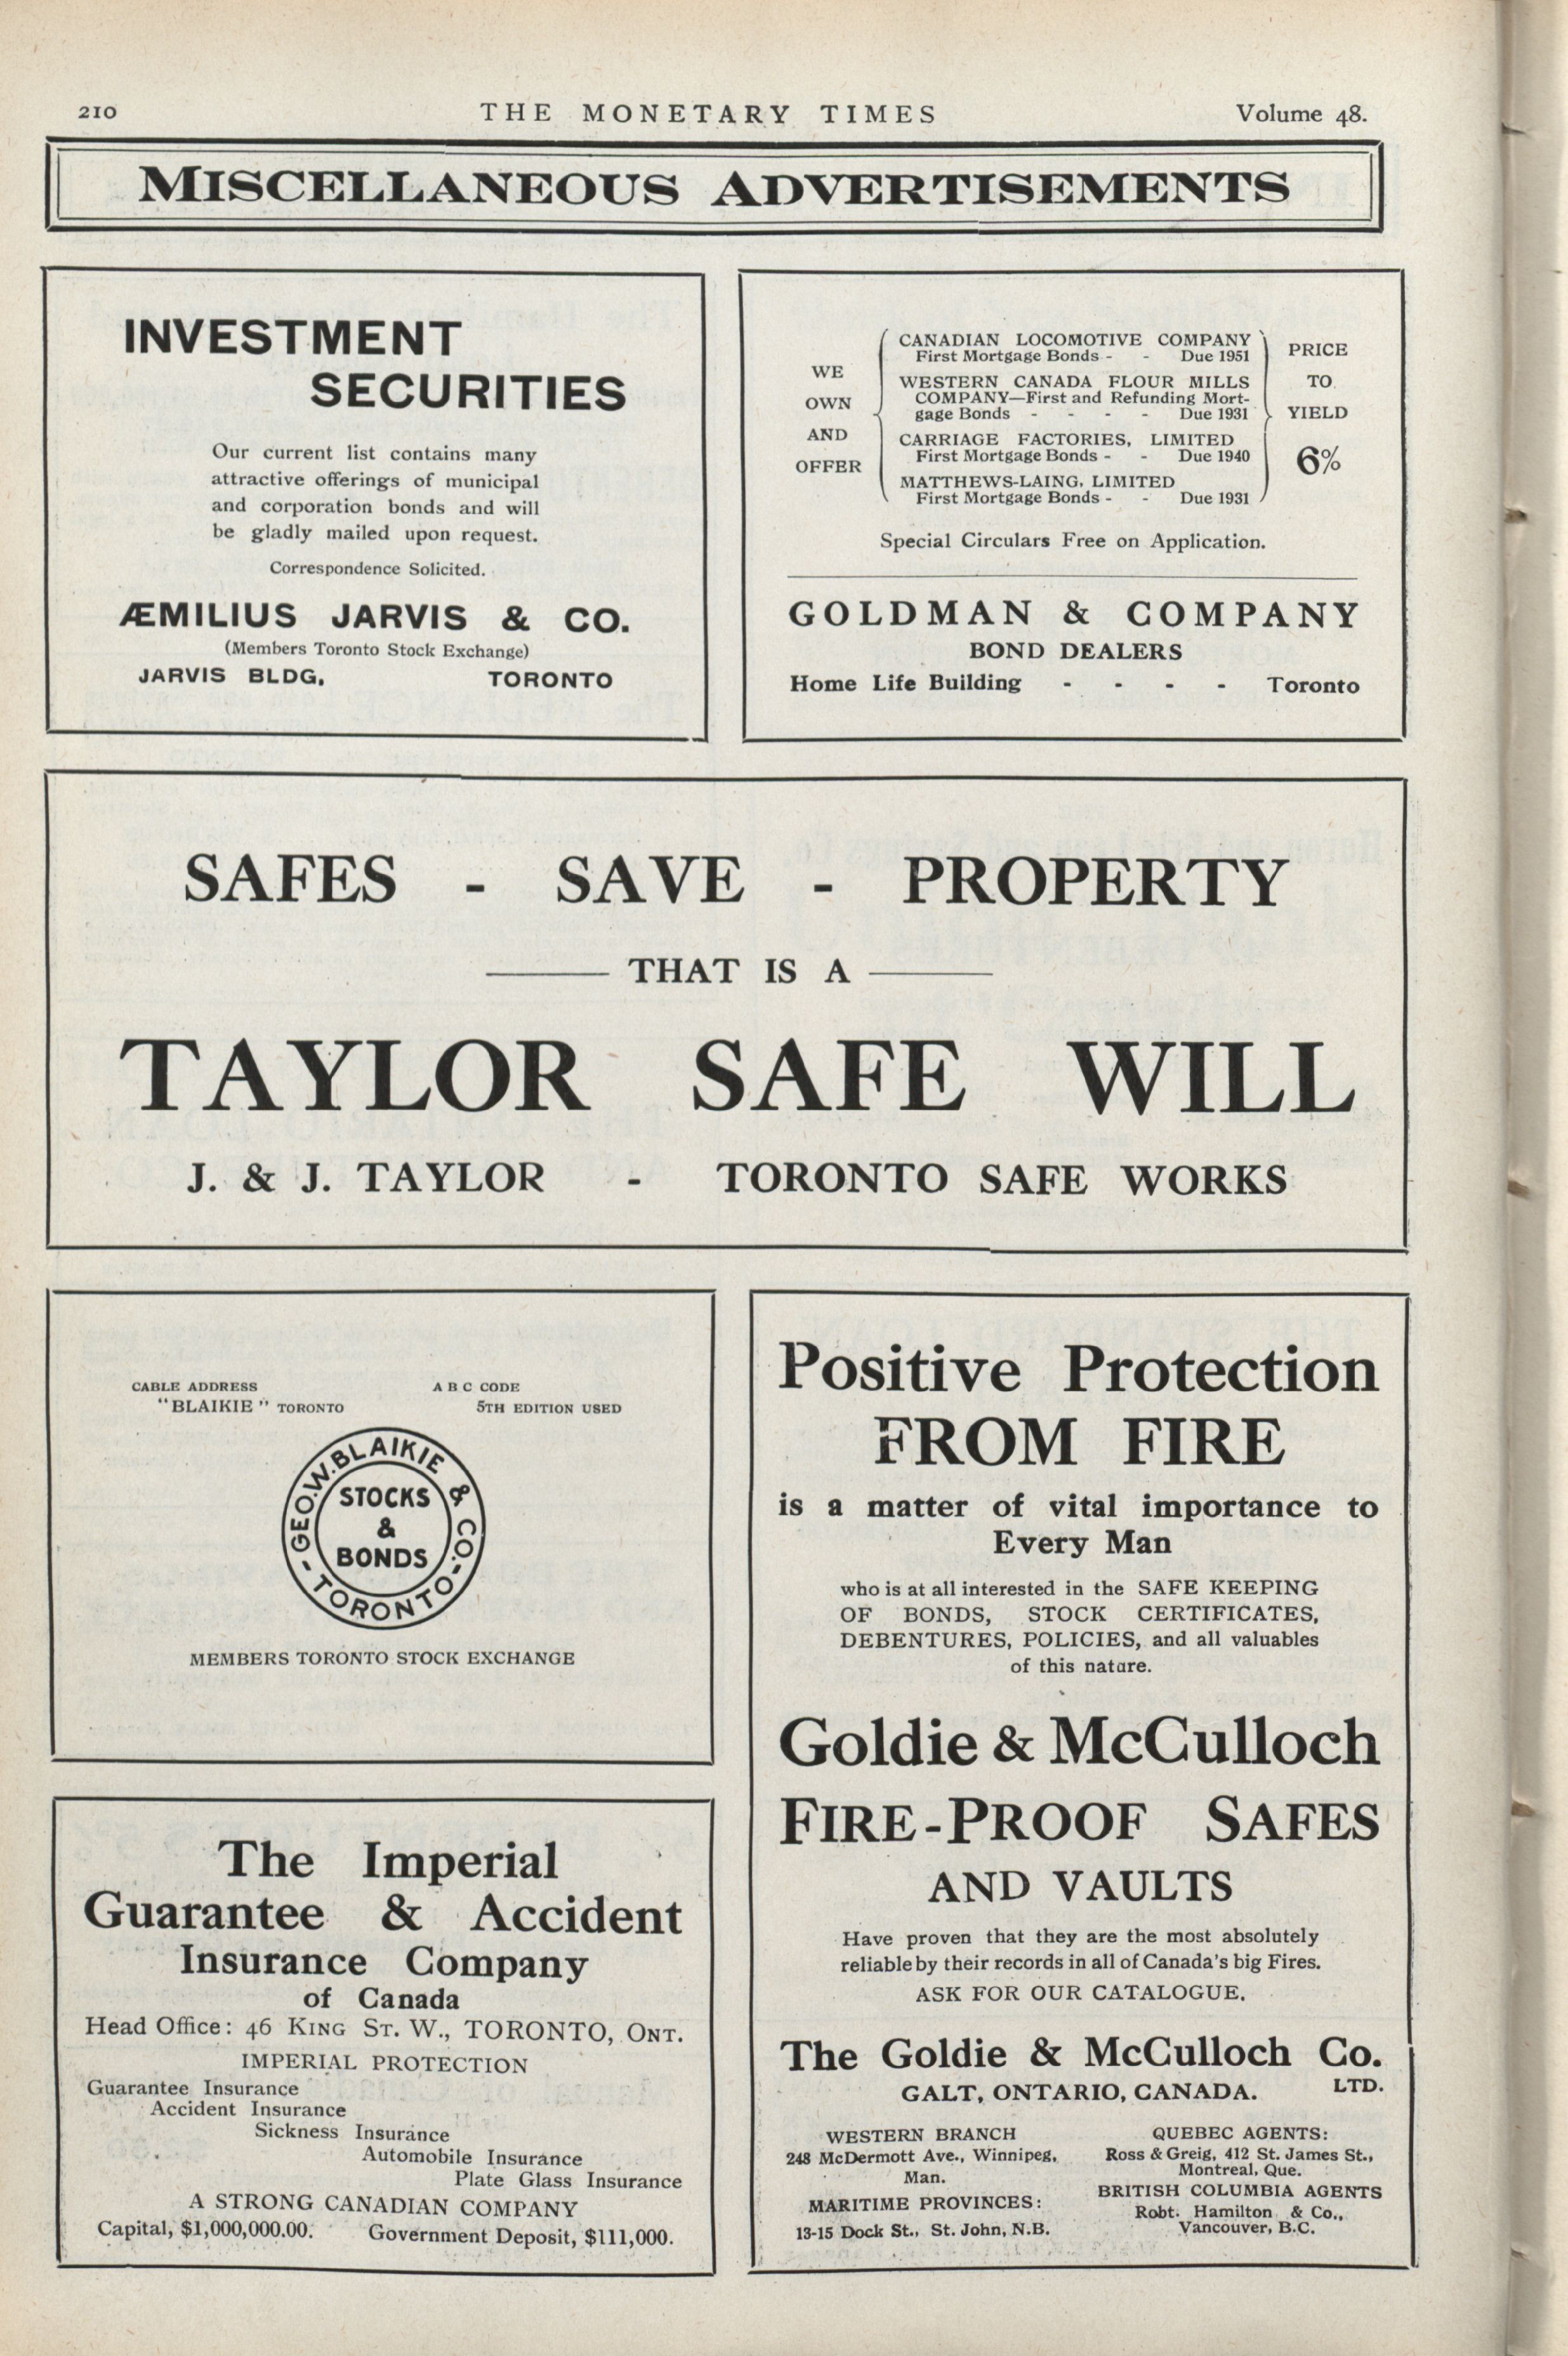 210
THE MONETARY TIMES
Volume 48.
MISCELLANEOUS ADVERTISEMENTS
INVESTMENT
SECURITIES
Our current list contains many
attractive offerings of municipal
and corporation bonds and will
be gladly mailed upon request.
Correspondence Solicited.
ÆMILIUS JARVIS & CO.
(Members Toronto Stock Exchange)
JARVIS BLDG. TORONTO
WE
OWN
AND
OFFER
CANADIAN LOCOMOTIVE COMPANY
First Mortgage Bonds - - Due 1951
WESTERN CANADA FLOUR MILLS
COMPANY—First and Refunding Mort-
gage Bonds - - - - Due 1931
CARRIAGE FACTORIES, LIMITED
First Mortgage Bonds - - Due 1940
MATTHEWS-LAING, LIMITED
First Mortgage Bonds - - Due 1931
PRICE
TO
YIELD
6%
Special Circulars Free on Application.
GOLDMAN & COMPANY
BOND DEALERS
Home Life Building - - - - Toronto
SAFES - SAVE - PROPERTY
THAT IS A
TAYLOR SAFE WILL
J. & J. TAYLOR - TORONTO SAFE WORKS
CABLE ADDRESS
"BLAIKIE" TORONTO
A B C CODE
5TH EDITION USED
GEO.W.BLAIKIE & CO.
STOCKS
&
BONDS
- TORONTO -
MEMBERS TORONTO STOCK EXCHANGE
The Imperial
Guarantee & Accident
Insurance Company
of Canada
Head Office: 46 KING ST. W., TORONTO, ONT.
IMPERIAL PROTECTION
Guarantee Insurance
Accident Insurance
Sickness Insurance
Automobile Insurance
Plate Glass Insurance
A STRONG CANADIAN COMPANY
Capital, $1,000,000.00. Government Deposit, $111,000.
Positive Protection
FROM FIRE
is a matter of vital importance to
Every Man
who is at all interested in the SAFE KEEPING
OF BONDS, STOCK CERTIFICATES,
DEBENTURES, POLICIES, and all valuables
of this nature.
Goldie & McCulloch
FIRE-PROOF SAFES
AND VAULTS
Have proven that they are the most absolutely
reliable by their records in all of Canada's big Fires.
ASK FOR OUR CATALOGUE.
The Goldie & McCulloch Co.
GALT, ONTARIO, CANADA. LTD.
WESTERN BRANCH
248 McDermott Ave., Winnipeg,
Man.
MARITIME PROVINCES:
13-15 Dock St., St. John, N.B.
QUEBEC AGENTS:
Ross & Greig, 412 St. James St.,
Montreal, Que.
BRITISH COLUMBIA AGENTS
Robt. Hamilton & Co.,
Vancouver, B.C.